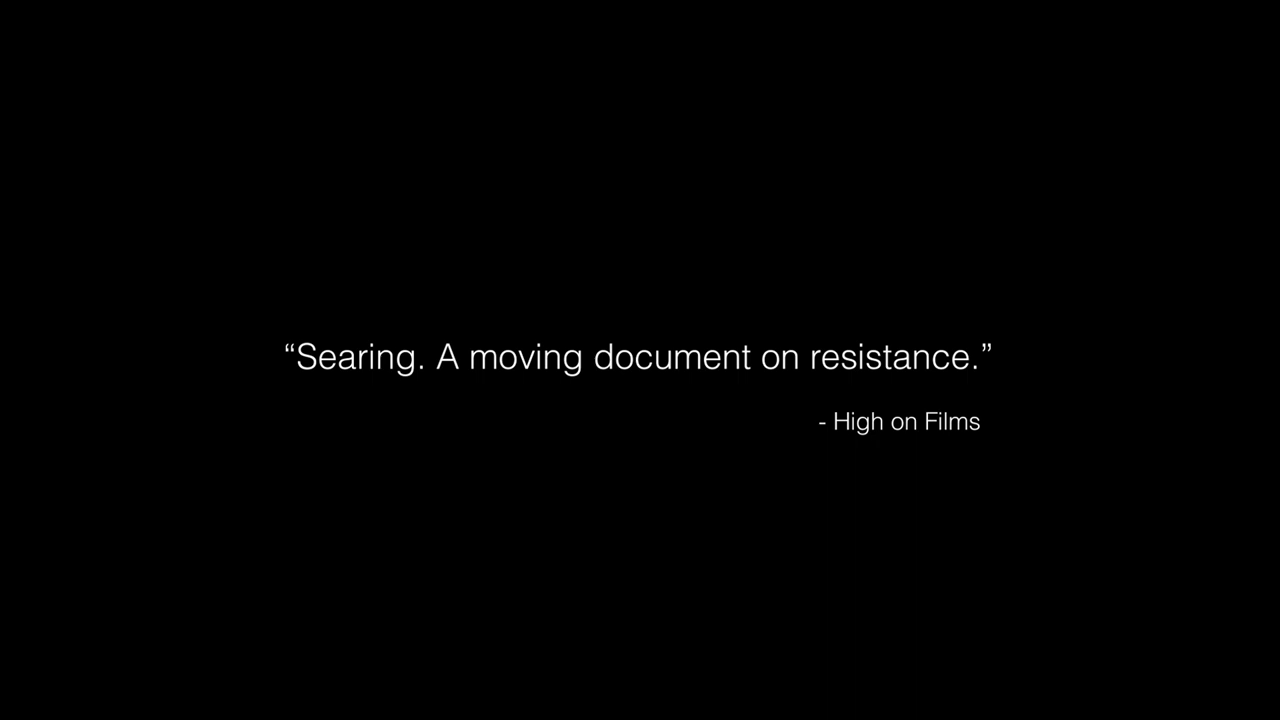 “Searing. A moving document on resistance.”
- High on Films